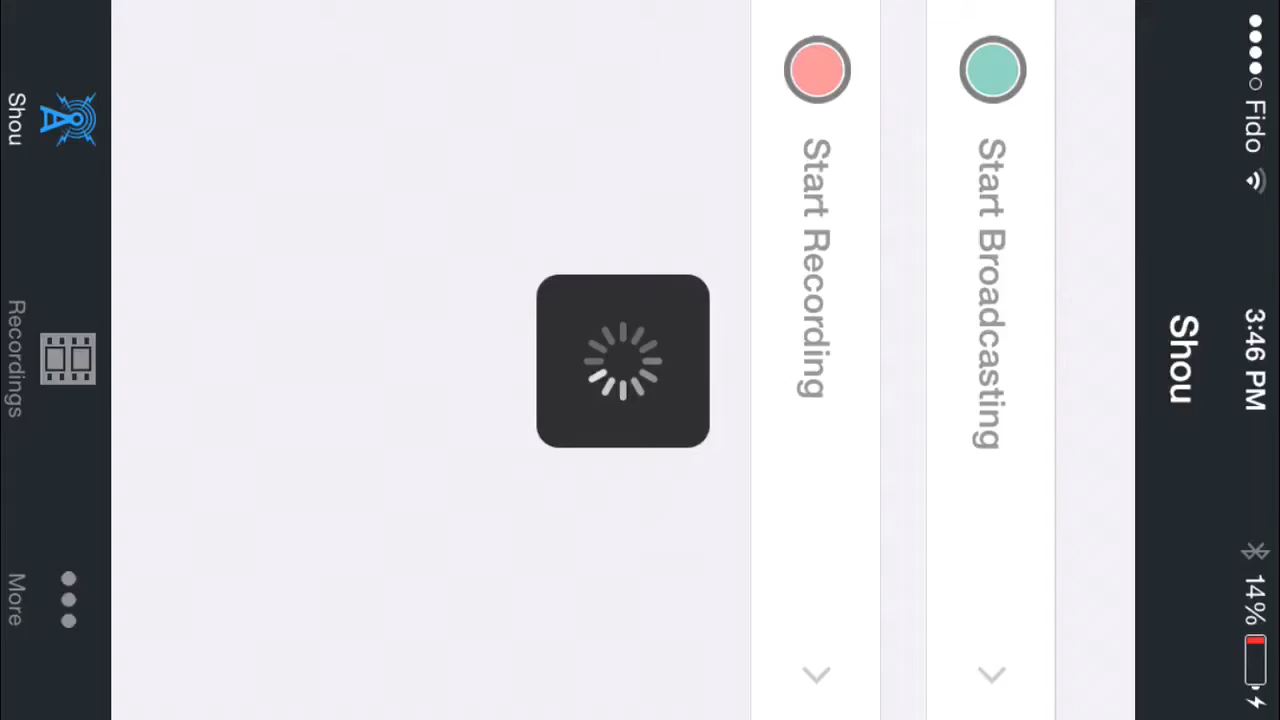 Fido 3:46 PM 14%
Shou
Start Broadcasting
Start Recording
Shou Recordings More